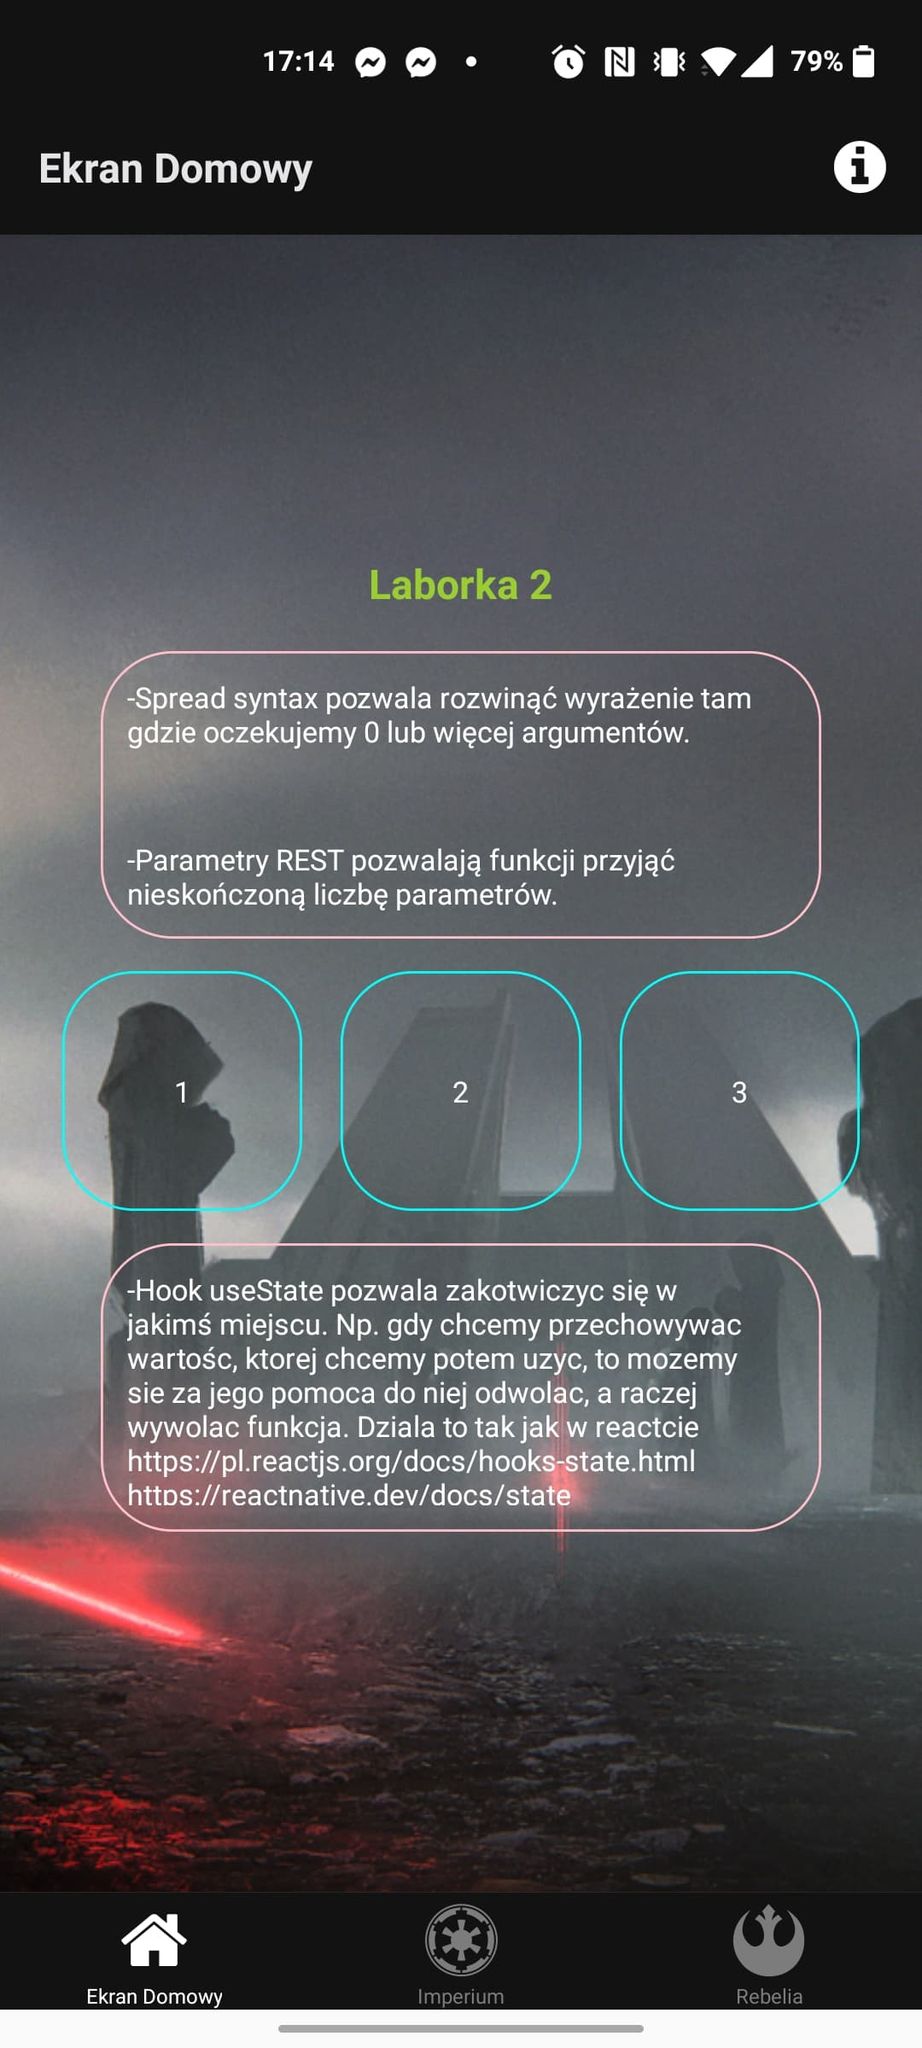 17:14
79%
Ekran Domowy
Laborka 2
-Spread syntax pozwala rozwinąć wyrażenie tam
gdzie oczekujemy 0 lub więcej argumentów.
-Parametry REST pozwalają funkcji przyjąć
nieskończoną liczbę parametrów.
1
2
3
-Hook useState pozwala zakotwiczyc się w
jakimś miejscu. Np. gdy chcemy przechowywac
wartośc, ktorej chcemy potem uzyc, to mozemy
sie za jego pomoca do niej odwolac, a raczej
wywolac funkcja. Dziala to tak jak w reactcie
https://pl.reactjs.org/docs/hooks-state.html
https://reactnative.dev/docs/state
Ekran Domowy
Imperium
Rebelia